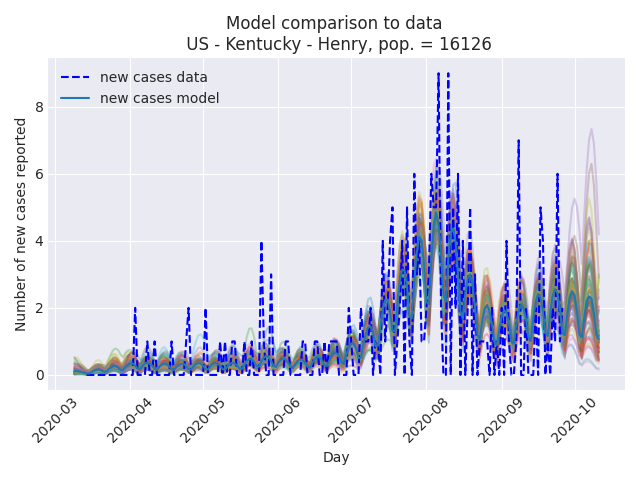 Model comparison to data
US - Kentucky - Henry, pop. = 16126
new cases data
new cases model
Number of new cases reported
8
6
4
2
0
2020-03
2020-04
2020-05
2020-06
2020-07
2020-08
2020-09
2020-10
Day